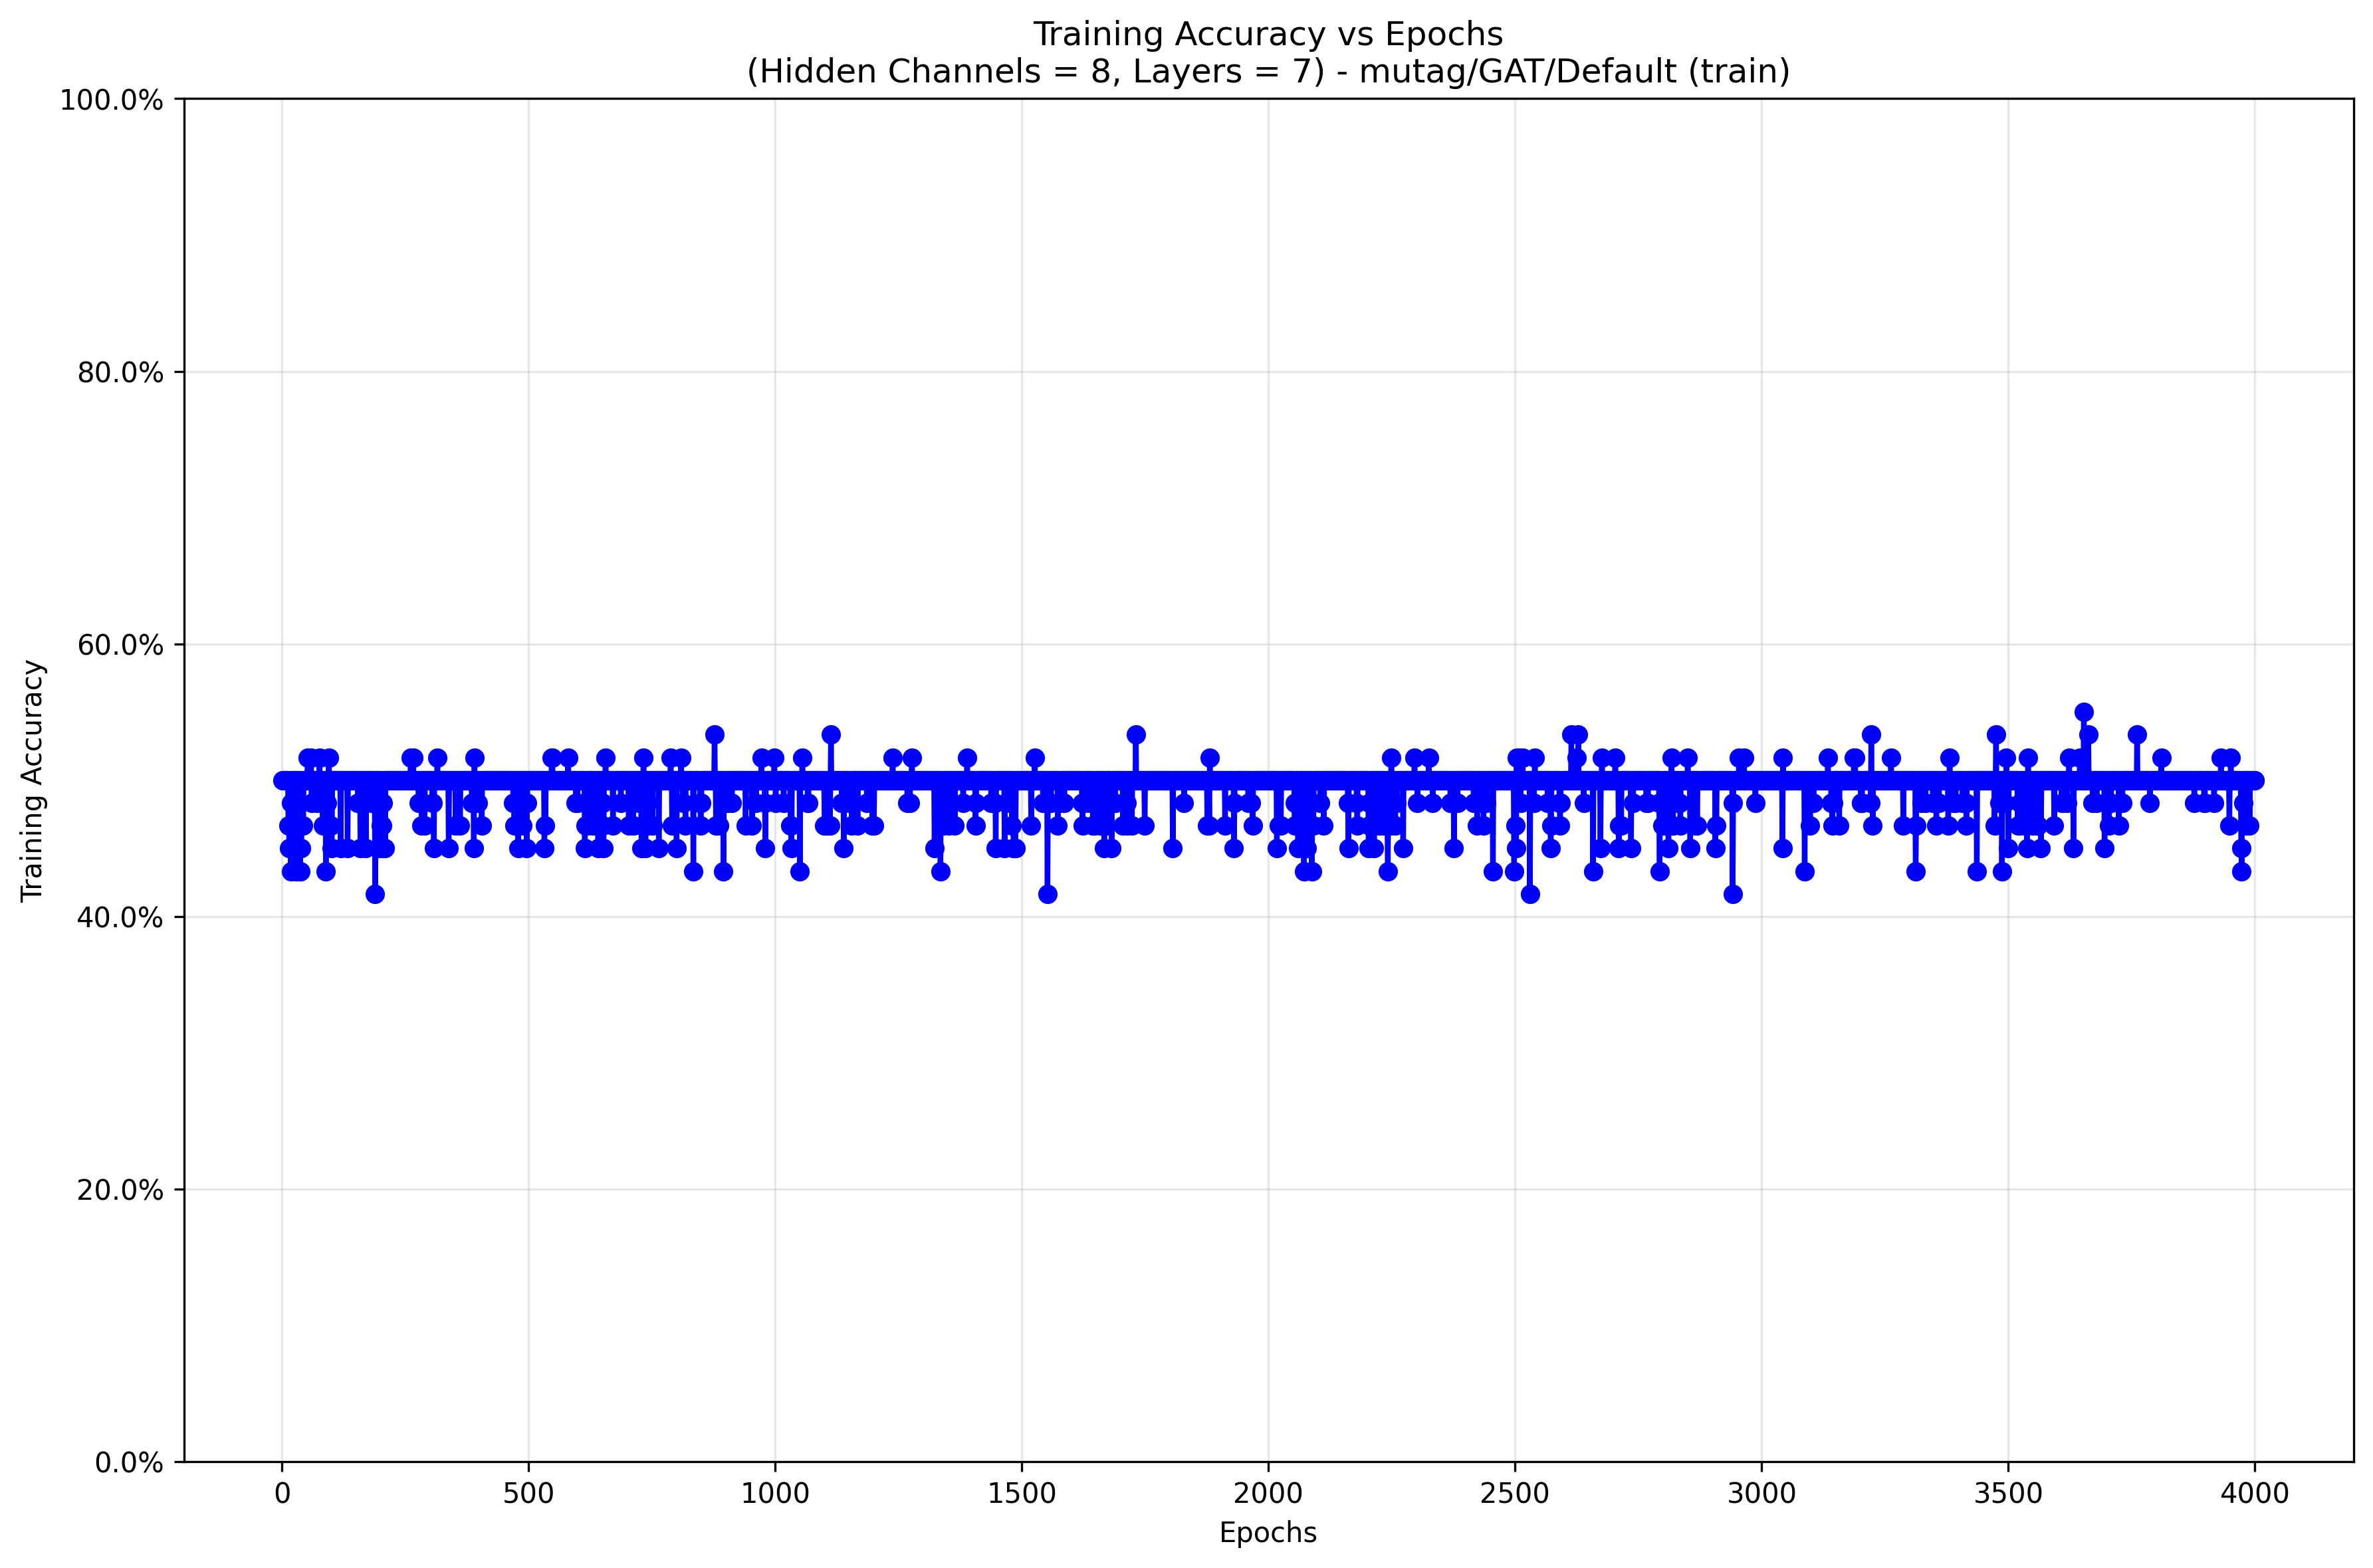 Training Accuracy vs Epochs
(Hidden Channels = 8, Layers = 7) - mutag/GAT/Default (train)
100.0%
80.0%
60.0%
40.0%
20.0%
0.0%
Training Accuracy
0 500 1000 1500 2000 2500 3000 3500 4000
Epochs